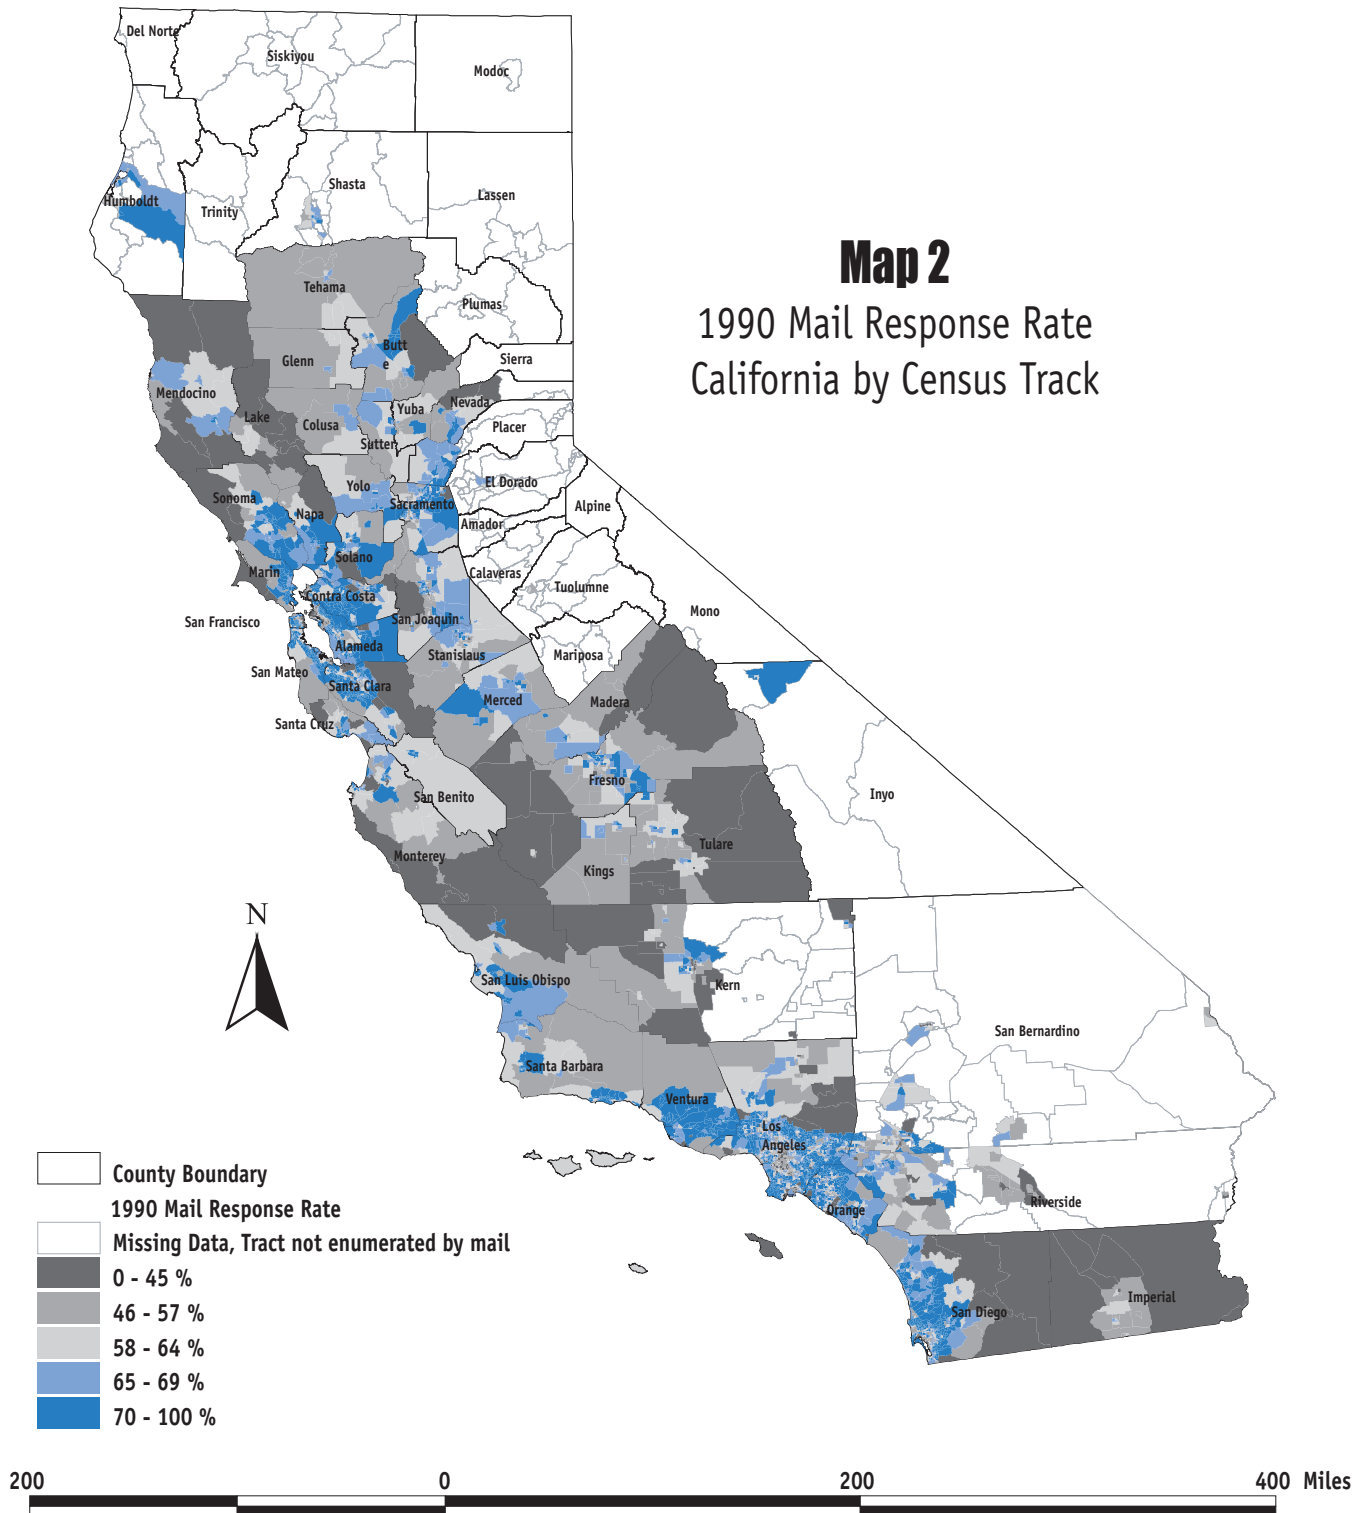 Del Norte
Siskiyou
Modoc
Shasta
Lassen
Humboldt
Trinity
Map 2
1990 Mail Response Rate
California by Census Track
Tehama
Plumas
Butt
e
Glenn
Sierra
Mendocino
Nevada
Lake
Yuba
Colusa
Placer
Sutter
Yolo
El Dorado
Sonoma
Napa
Sacramento
Alpine
Amador
Solano
Marin
Calaveras
Tuolumne
Contra Costa
Mono
San Francisco
San Joaquin
Alameda
Stanislaus
Mariposa
San Mateo
Santa Clara
Merced
Madera
Santa Cruz
Fresno
San Benito
Inyo
Tulare
Monterey
Kings
N
San Luis Obispo
Kern
San Bernardino
Santa Barbara
Ventura
Los
Angeles
Riverside
Orange
San Diego
Imperial
County Boundary
1990 Mail Response Rate
Missing Data, Tract not enumerated by mail
0 - 45 %
46 - 57 %
58 - 64 %
65 - 69 %
70 - 100 %
200 0 200 400 Miles